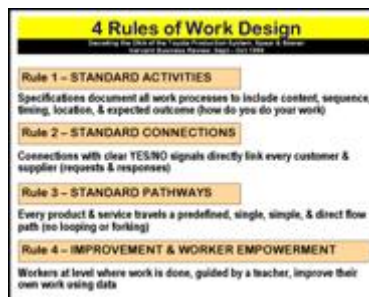 4 Rules of Work Design
Decoding the DNA of the Toyota Production System, Spear & Bowen
Harvard Business Review, Sept - Oct 1999
Rule 1 – STANDARD ACTIVITIES
Specifications document all work processes to include content, sequence,
timing, location, & expected outcome (how do you do your work)
Rule 2 – STANDARD CONNECTIONS
Connections with clear YES/NO signals directly link every customer &
supplier (requests & responses)
Rule 3 – STANDARD PATHWAYS
Every product & service travels a predefined, single, simple, & direct flow
path (no looping or forking)
Rule 4 – IMPROVEMENT & WORKER EMPOWERMENT
Workers at level where work is done, guided by a teacher, improve their
own work using data